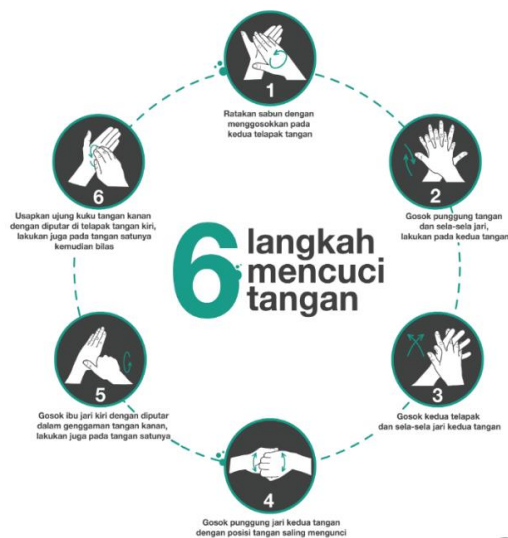 6 langkah
mencuci
tangan
1
Ratakan sabun dengan
menggosokkan pada
kedua telapak tangan
2
Gosok punggung tangan
dan sela-sela jari,
lakukan pada kedua tangan
3
Gosok kedua telapak
dan sela-sela jari kedua tangan
4
Gosok punggung jari kedua tangan
dengan posisi tangan saling mengunci
5
Gosok ibu jari kiri dengan diputar
dalam genggaman tangan kanan,
lakukan juga pada tangan satunya
6
Usapkan ujung kuku tangan kanan
dengan diputar di telapak tangan kiri,
lakukan juga pada tangan satunya
kemudian bilas